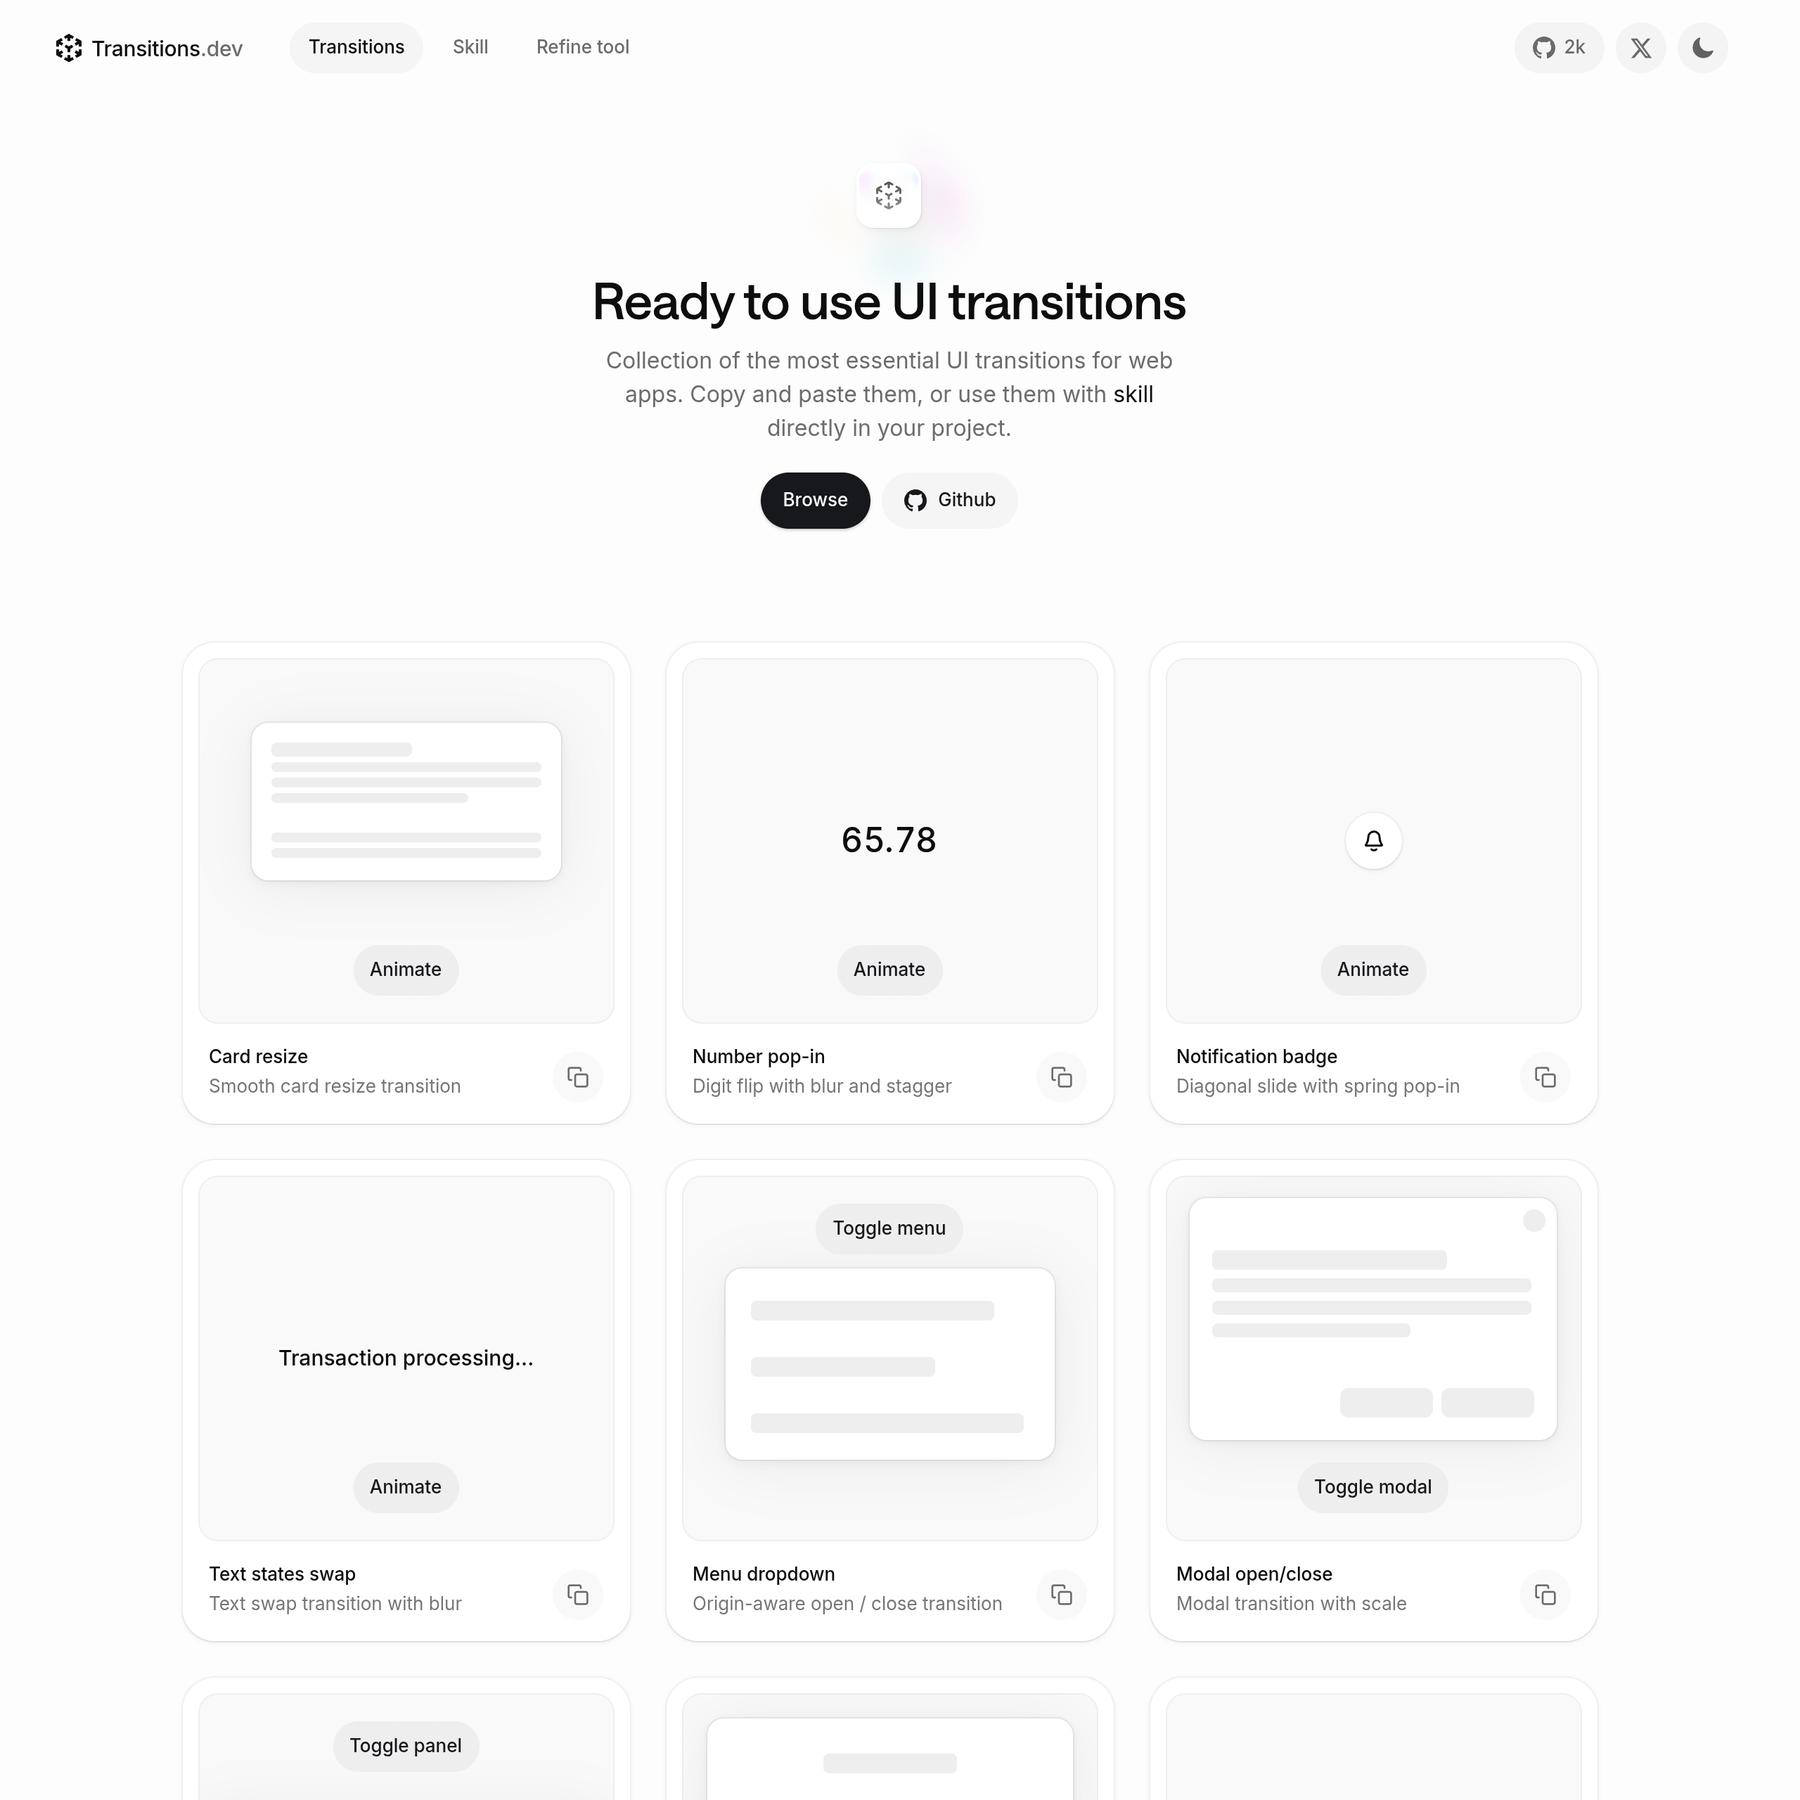 Transitions.dev
Transitions
Skill
Refine tool
2k
Ready to use UI transitions
Collection of the most essential UI transitions for web
apps. Copy and paste them, or use them with skill
directly in your project.
Browse
Github
65.78
Animate
Animate
Animate
Card resize
Smooth card resize transition
Number pop-in
Digit flip with blur and stagger
Notification badge
Diagonal slide with spring pop-in
Transaction processing...
Animate
Toggle menu
Toggle modal
Text states swap
Text swap transition with blur
Menu dropdown
Origin-aware open / close transition
Modal open/close
Modal transition with scale
Toggle panel